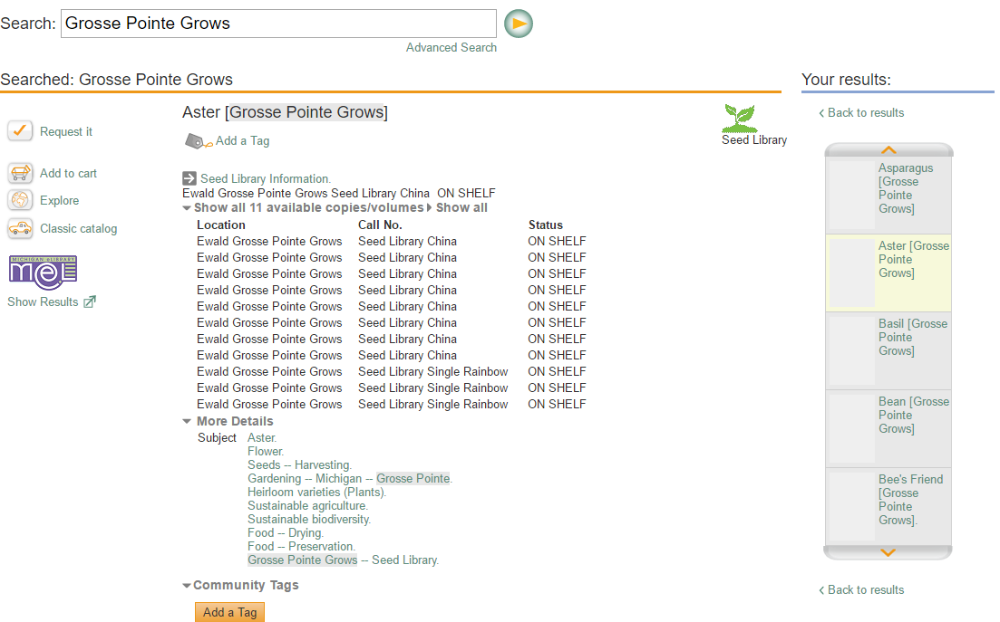 Search: Grosse Pointe Grows
Advanced Search
Searched: Grosse Pointe Grows
Your results:
Request it
Add to cart
Explore
Classic catalog
MICHIGAN eLIBRARY
meL
Show Results
Aster [Grosse Pointe Grows]
Add a Tag
Seed Library
Seed Library Information.
Ewald Grosse Pointe Grows Seed Library China ON SHELF
Show all 11 available copies/volumes Show all
Location Call No. Status
Ewald Grosse Pointe Grows Seed Library China ON SHELF
Ewald Grosse Pointe Grows Seed Library China ON SHELF
Ewald Grosse Pointe Grows Seed Library China ON SHELF
Ewald Grosse Pointe Grows Seed Library China ON SHELF
Ewald Grosse Pointe Grows Seed Library China ON SHELF
Ewald Grosse Pointe Grows Seed Library China ON SHELF
Ewald Grosse Pointe Grows Seed Library China ON SHELF
Ewald Grosse Pointe Grows Seed Library China ON SHELF
Ewald Grosse Pointe Grows Seed Library Single Rainbow ON SHELF
Ewald Grosse Pointe Grows Seed Library Single Rainbow ON SHELF
Ewald Grosse Pointe Grows Seed Library Single Rainbow ON SHELF
More Details
Subject Aster.
Flower.
Seeds -- Harvesting.
Gardening -- Michigan -- Grosse Pointe.
Heirloom varieties (Plants).
Sustainable agriculture.
Sustainable biodiversity.
Food -- Drying.
Food -- Preservation.
Grosse Pointe Grows -- Seed Library.
Community Tags
Add a Tag
Back to results
Asparagus
[Grosse
Pointe
Grows]
Aster [Grosse
Pointe
Grows]
Basil [Grosse
Pointe
Grows]
Bean [Grosse
Pointe
Grows]
Bee's Friend
[Grosse
Pointe
Grows].
Back to results